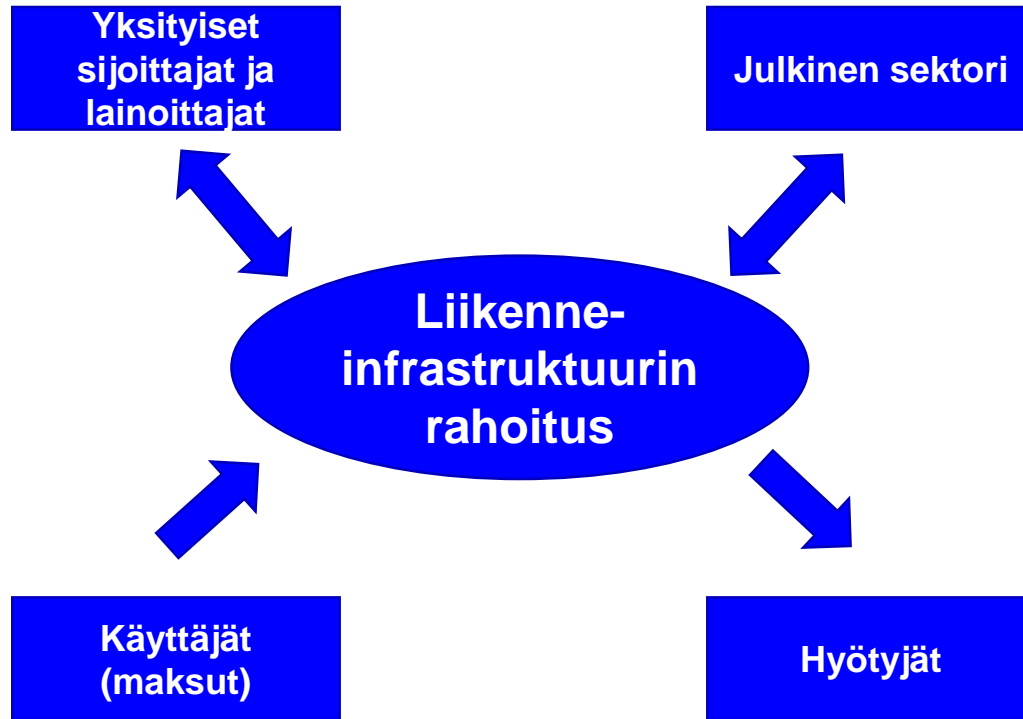 Yksityiset
sijoittajat ja
lainoittajat
Julkinen sektori
Liikenne-
infrastruktuurin
rahoitus
Käyttäjät
(maksut)
Hyötyjät